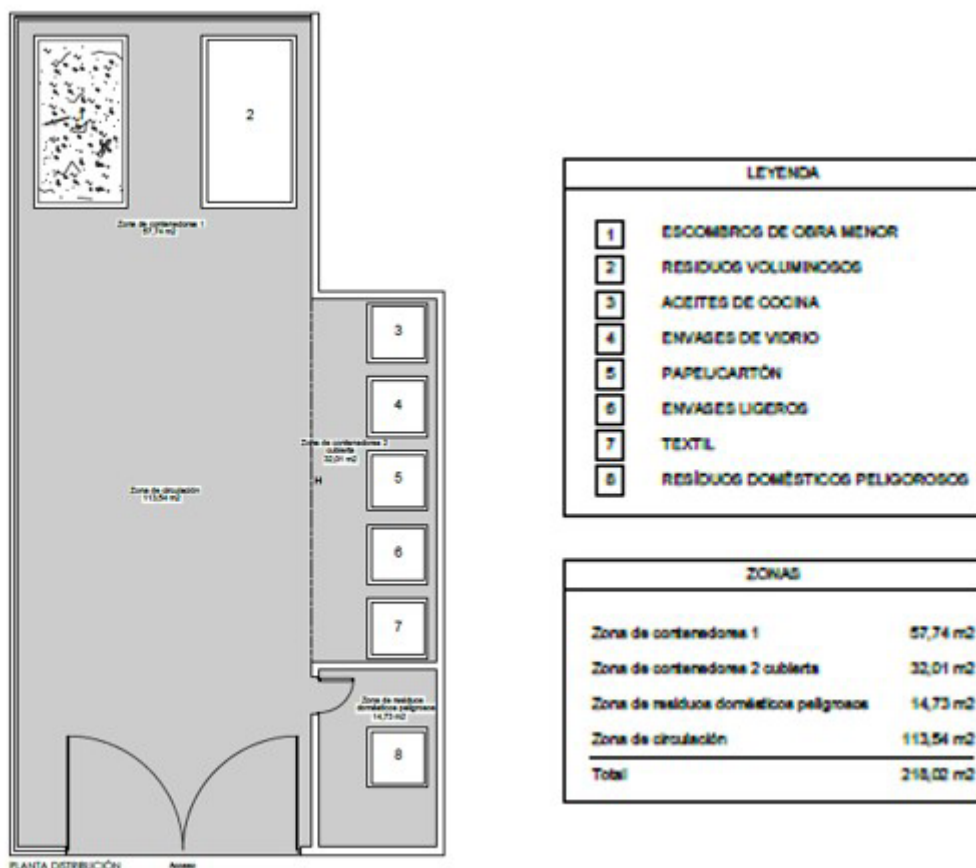 2
Zona de contenedores 1
57,74 m2
3
4
Zona de contenedores 2
cubierta
32,01 m2
5
H
Zona de circulación
113,54 m2
6
7
Zona de residuos
domésticos peligrosos
14,73 m2
8
PLANTA DISTRIBUCIÓN
Acceso
LEYENDA
1 ESCOMBROS DE OBRA MENOR
2 RESIDUOS VOLUMINOSOS
3 ACEITES DE COCINA
4 ENVASES DE VIDRIO
5 PAPEL/CARTÓN
6 ENVASES LIGEROS
7 TEXTIL
8 RESÍDUOS DOMÉSTICOS PELIGOROSOS
ZONAS
Zona de contenedores 1 57,74 m2
Zona de contenedores 2 cubierta 32,01 m2
Zona de residuos domésticos peligrosos 14,73 m2
Zona de circulación 113,54 m2
Total 218,02 m2